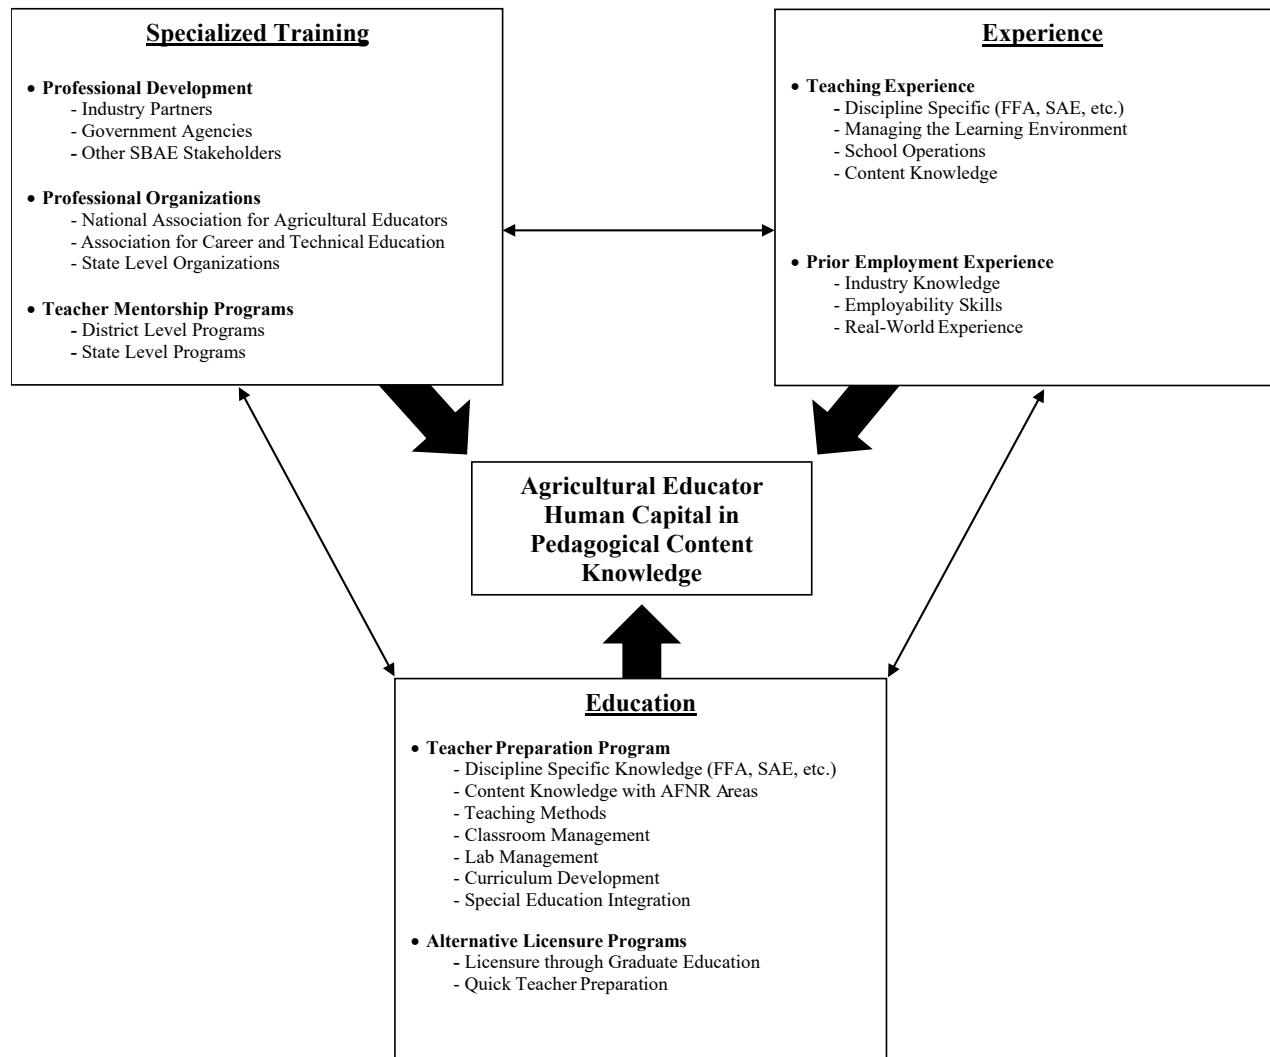 Specialized Training
• Professional Development
- Industry Partners
- Government Agencies
- Other SBAE Stakeholders
• Professional Organizations
- National Association for Agricultural Educators
- Association for Career and Technical Education
- State Level Organizations
• Teacher Mentorship Programs
- District Level Programs
- State Level Programs
Experience
• Teaching Experience
- Discipline Specific (FFA, SAE, etc.)
- Managing the Learning Environment
- School Operations
- Content Knowledge
• Prior Employment Experience
- Industry Knowledge
- Employability Skills
- Real-World Experience
Agricultural Educator
Human Capital in
Pedagogical Content
Knowledge
Education
• Teacher Preparation Program
- Discipline Specific Knowledge (FFA, SAE, etc.)
- Content Knowledge with AFNR Areas
- Teaching Methods
- Classroom Management
- Lab Management
- Curriculum Development
- Special Education Integration
• Alternative Licensure Programs
- Licensure through Graduate Education
- Quick Teacher Preparation